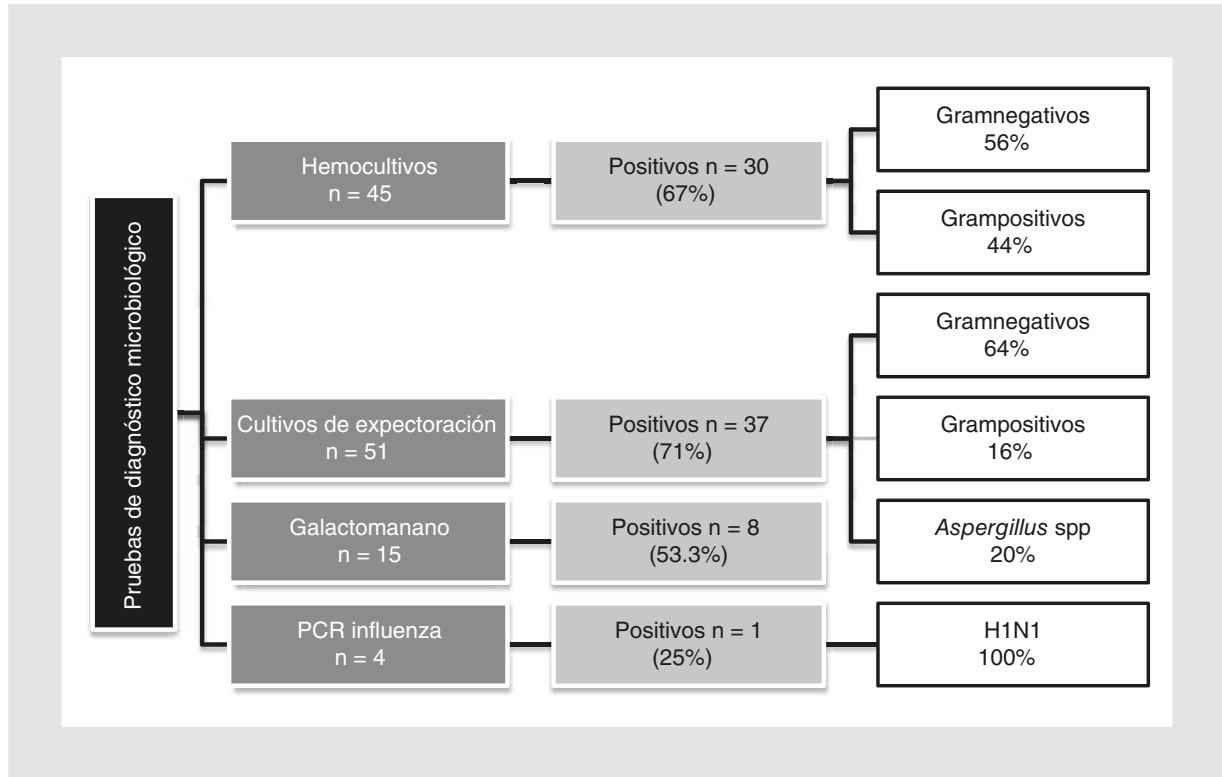 Pruebas de diagnóstico microbiológico
Hemocultivos
n = 45
Positivos n = 30
(67%)
Gramnegativos
56%
Grampositivos
44%
Cultivos de expectoración
n = 51
Positivos n = 37
(71%)
Gramnegativos
64%
Grampositivos
16%
Aspergillus spp
20%
Galactomanano
n = 15
Positivos n = 8
(53.3%)
PCR influenza
n = 4
Positivos n = 1
(25%)
H1N1
100%